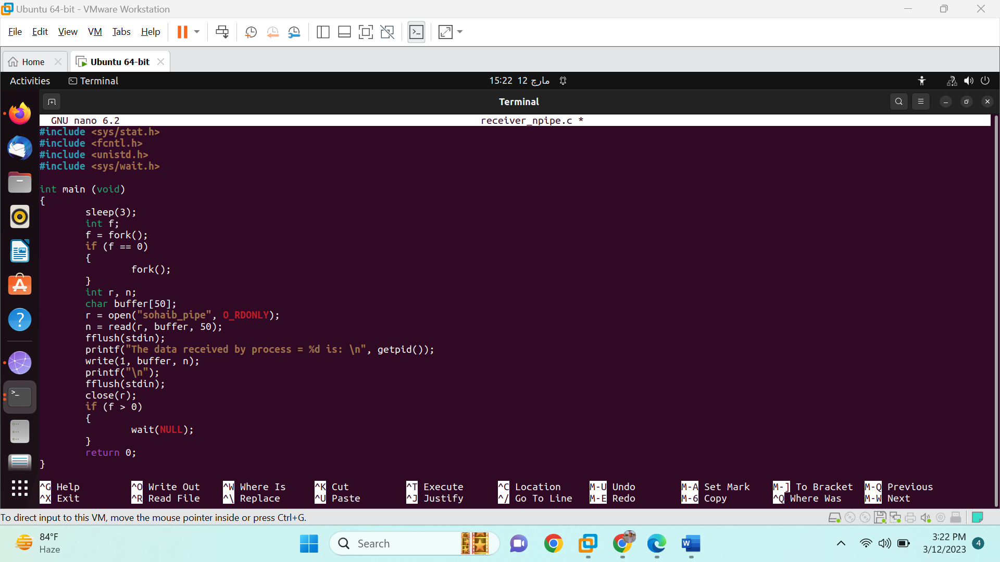 Ubuntu 64-bit - VMware Workstation
File Edit View VM Tabs Help
Home
Ubuntu 64-bit
Activities Terminal 15:22 12 مارچ
Terminal
GNU nano 6.2 receiver_npipe.c *
#include <sys/stat.h>
#include <fcntl.h>
#include <unistd.h>
#include <sys/wait.h>
int main (void)
{
sleep(3);
int f;
f = fork();
if (f == 0)
{
fork();
}
int r, n;
char buffer[50];
r = open("sohaib_pipe", O_RDONLY);
n = read(r, buffer, 50);
fflush(stdin);
printf("The data received by process = %d is: \n", getpid());
write(1, buffer, n);
printf("\n");
fflush(stdin);
close(r);
if (f > 0)
{
wait(NULL);
}
return 0;
}
^G Help ^O Write Out ^W Where Is ^K Cut ^T Execute ^C Location M-U Undo M-A Set Mark M-] To Bracket M-Q Previous
^X Exit ^R Read File ^\ Replace ^U Paste ^J Justify ^/ Go To Line M-E Redo M-6 Copy ^Q Where Was M-W Next
To direct input to this VM, move the mouse pointer inside or press Ctrl+G.
84°F
Haze
Search
3:22 PM
3/12/2023
4